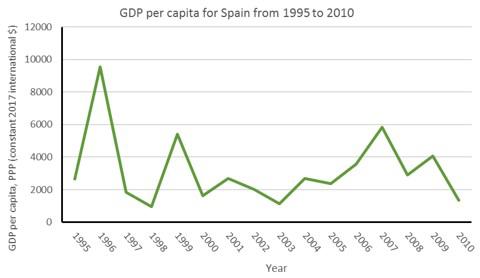 GDP per capita for Spain from 1995 to 2010
GDP per capita, PPP (constant 2017 international $)
12000
10000
8000
6000
4000
2000
0
1995 1996 1997 1998 1999 2000 2001 2002 2003 2004 2005 2006 2007 2008 2009 2010
Year